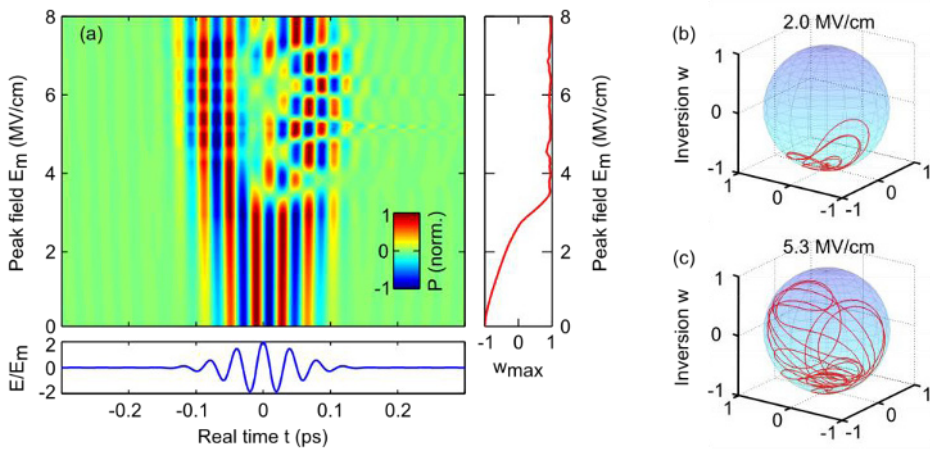 (a)
Peak field Em (MV/cm)
8
6
4
2
0
1
0
-1
P (norm.)
E/Em
2
0
-2
-0.2 -0.1 0 0.1 0.2
Real time t (ps)
8
6
4
2
0
Peak field Em (MV/cm)
-1 0 1
wmax
(b) 2.0 MV/cm
Inversion w
1
0
-1
1 0 -1
-1 0 1
(c) 5.3 MV/cm
Inversion w
1
0
-1
1 0 -1
-1 0 1